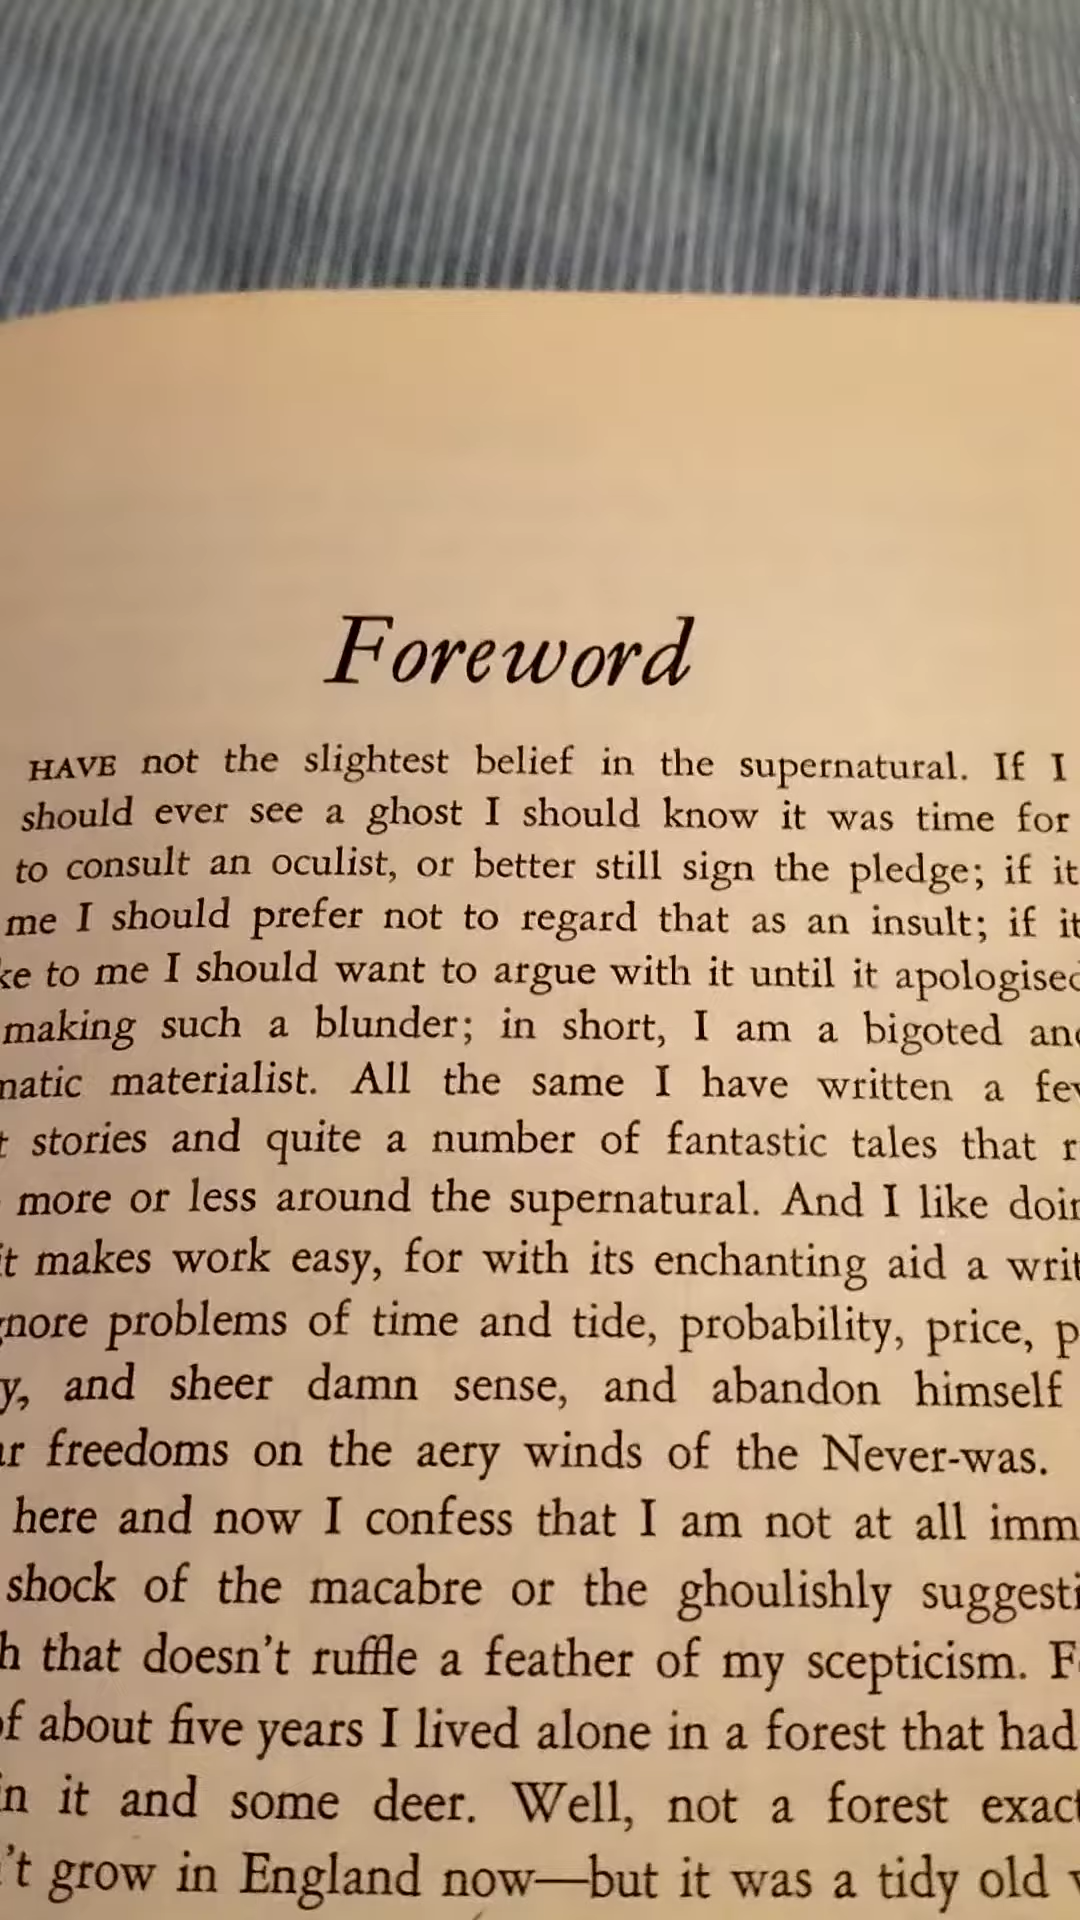 Foreword
HAVE not the slightest belief in the supernatural. If I
should ever see a ghost I should know it was time for
to consult an oculist, or better still sign the pledge; if it
me I should prefer not to regard that as an insult; if it
to me I should want to argue with it until it apologised
making such a blunder; in short, I am a bigoted
materialist. All the same I have written a
stories and quite a number of fantastic tales that
more or less around the supernatural. And I like
makes work easy, for with its enchanting aid a
problems of time and tide, probability, price,
and sheer damn sense, and abandon himself
freedoms on the aery winds of the Never-was.
here and now I confess that I am not at all
shock of the macabre or the ghoulishly
that doesn't ruffle a feather of my scepticism.
of about five years I lived alone in a forest that had
in it and some deer. Well, not a forest
grow in England now—but it was a tidy old